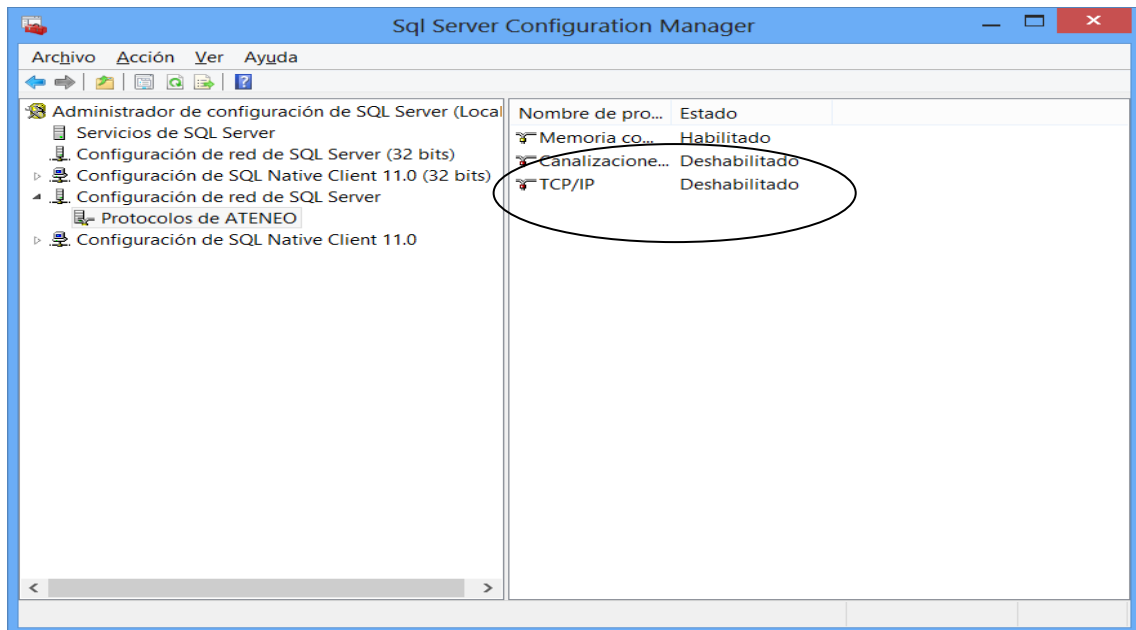 Sql Server Configuration Manager
Archivo Acción Ver Ayuda
Administrador de configuración de SQL Server (Local
Servicios de SQL Server
Configuración de red de SQL Server (32 bits)
Configuración de SQL Native Client 11.0 (32 bits)
Configuración de red de SQL Server
Protocolos de ATENEO
Configuración de SQL Native Client 11.0
Nombre de pro... Estado
Memoria co... Habilitado
Canalizacione... Deshabilitado
TCP/IP Deshabilitado